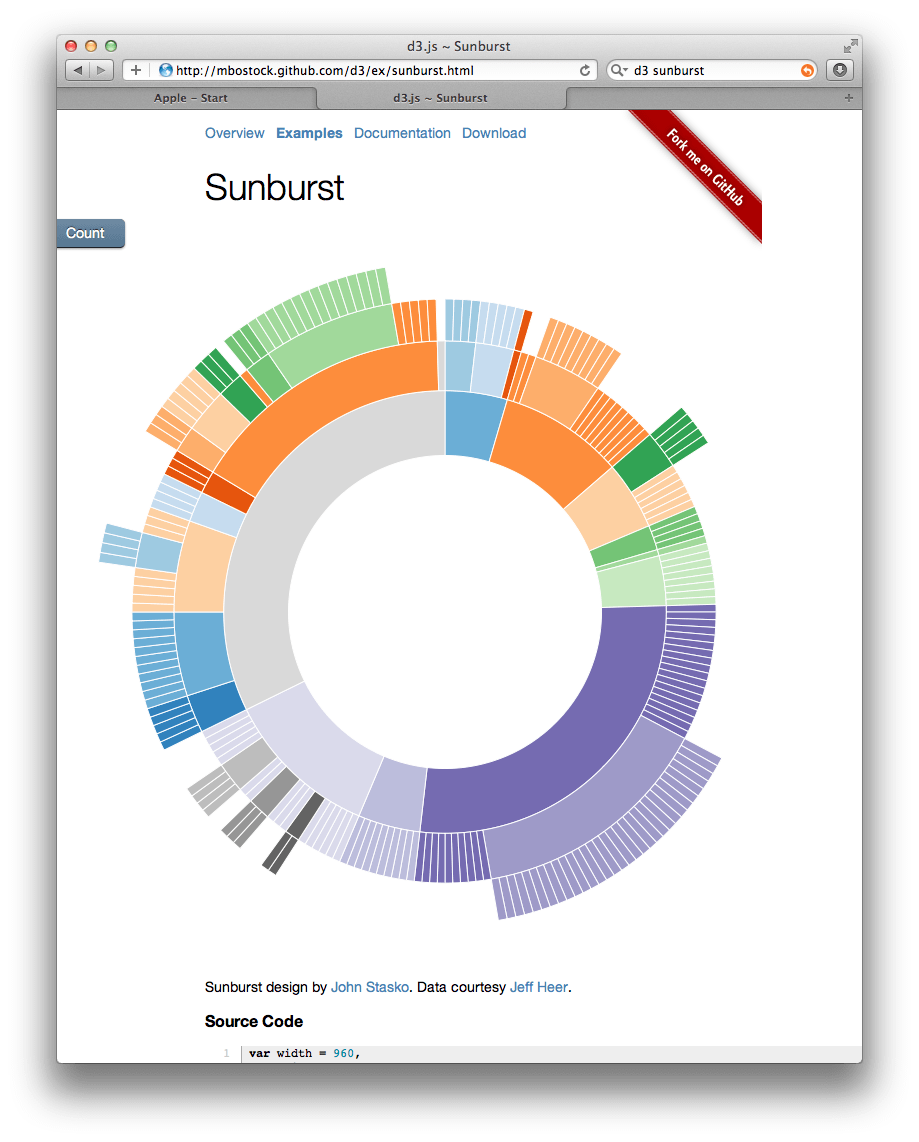 d3.js ~ Sunburst
http://mbostock.github.com/d3/ex/sunburst.html
d3 sunburst
Apple – Start
d3.js ~ Sunburst
Overview Examples Documentation Download
Fork me on GitHub
Sunburst
Count
Sunburst design by John Stasko. Data courtesy Jeff Heer.
Source Code
1 var width = 960,